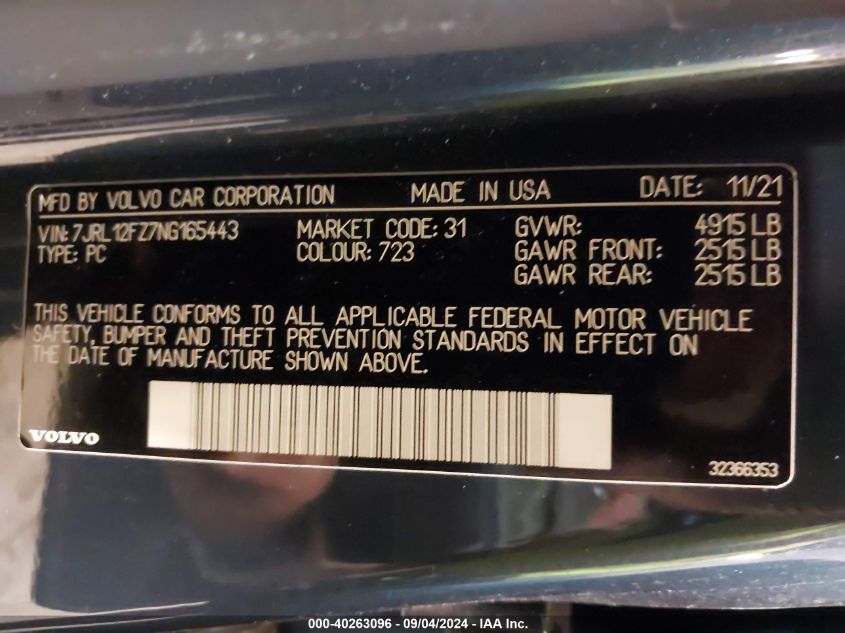 MFD BY VOLVO CAR CORPORATION MADE IN USA DATE: 11/21
VIN: 7JRL12FZ7NG165443 MARKET CODE: 31 GVWR: 4915 LB
TYPE: PC COLOUR: 723 GAWR FRONT: 2515 LB
GAWR REAR: 2515 LB
THIS VEHICLE CONFORMS TO ALL APPLICABLE FEDERAL MOTOR VEHICLE
SAFETY, BUMPER AND THEFT PREVENTION STANDARDS IN EFFECT ON
THE DATE OF MANUFACTURE SHOWN ABOVE.
VOLVO
32366353
000-40263096 - 09/04/2024 - IAA Inc.